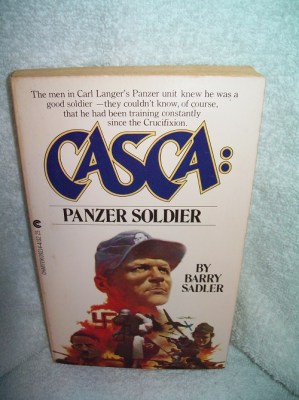 The men in Carl Langer's Panzer unit knew he was a
good soldier—they couldn't know, of course,
that he had been training constantly
since the Crucifixion.
CASCA:
PANZER SOLDIER
BY
BARRY
SADLER